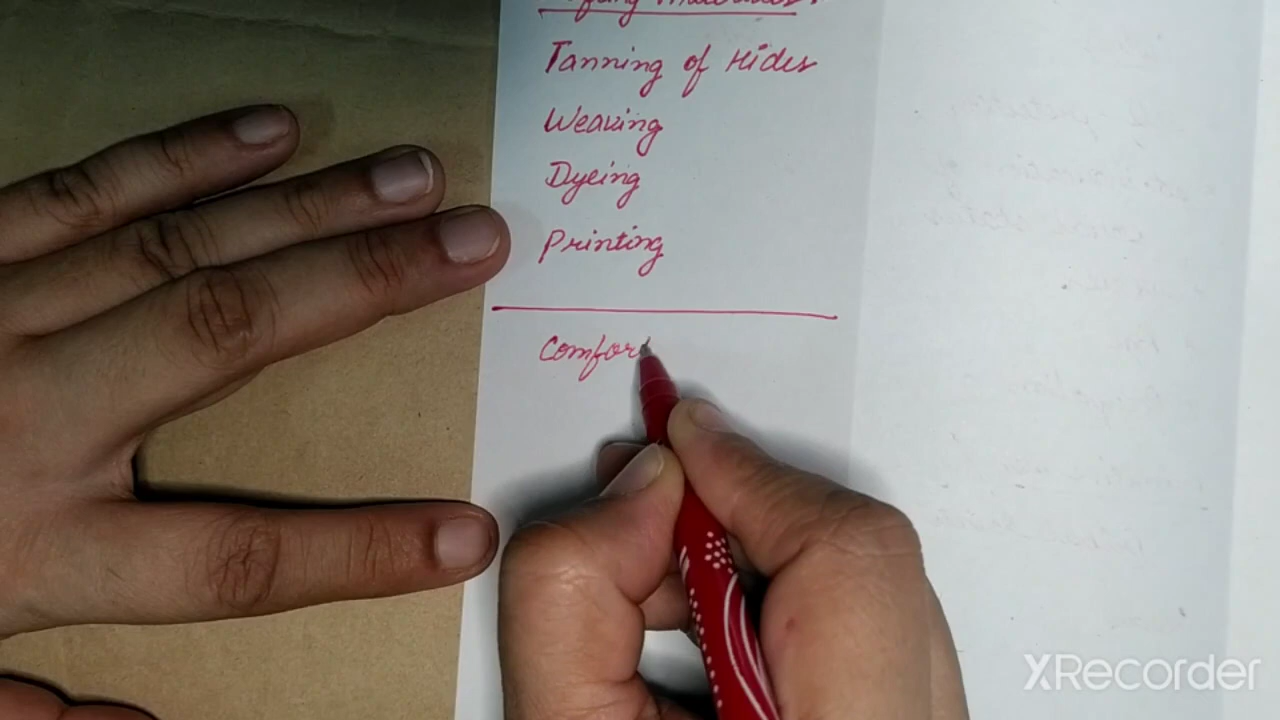 Tanning of Hides
Weaving
Dyeing
Printing
Comfor
XRecorder